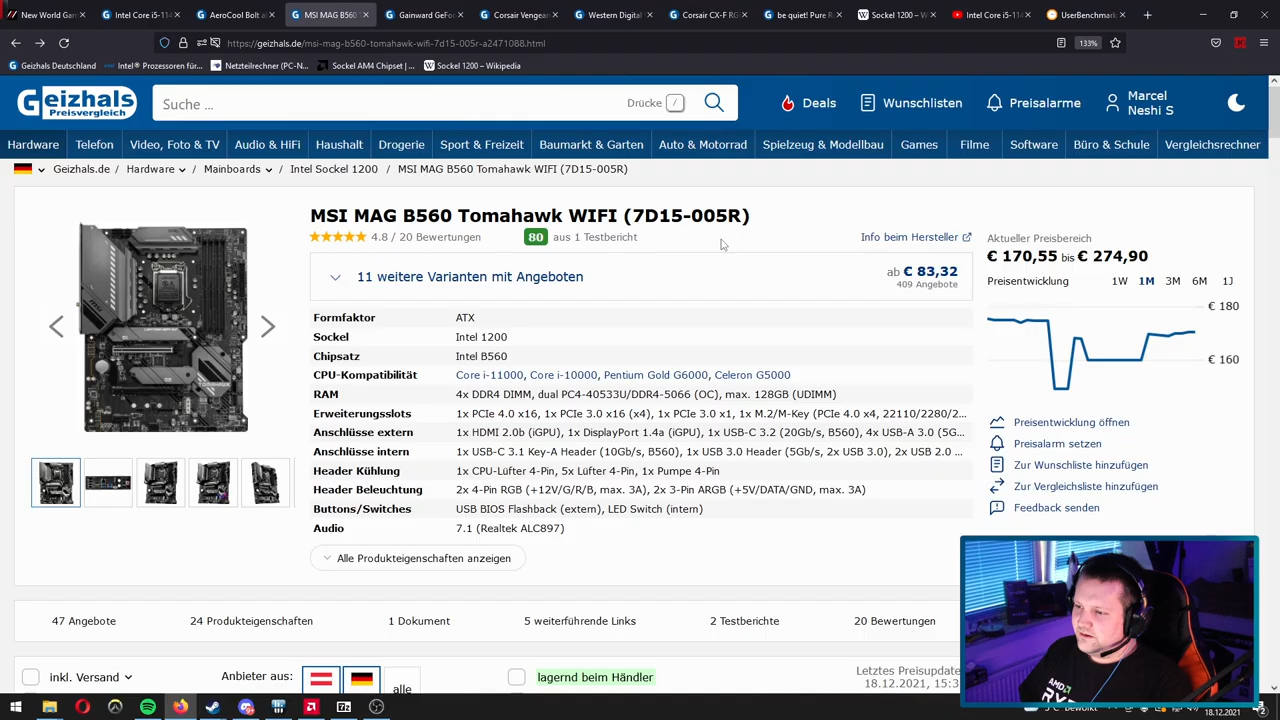 New World Gam
Intel Core i5-114
AeroCool Bolt
MSI MAG B560 T
Gainward GeFor
Corsair Vengean
Western Digital
Corsair CX-F RG
be quiet! Pure R
Sockel 1200 – W
Intel Core i5-114
UserBenchmark
https://geizhals.de/msi-mag-b560-tomahawk-wifi-7d15-005r-a2471088.html
133%
Geizhals Deutschland
Intel® Prozessoren für...
Netzteilrechner (PC-N...
Sockel AM4 Chipset |...
Sockel 1200 – Wikipedia
Geizhals
Preisvergleich
Suche ...
Drücke /
Deals
Wunschlisten
Preisalarme
Marcel
Neshi S
Hardware
Telefon
Video, Foto & TV
Audio & HiFi
Haushalt
Drogerie
Sport & Freizeit
Baumarkt & Garten
Auto & Motorrad
Spielzeug & Modellbau
Games
Filme
Software
Büro & Schule
Vergleichsrechner
Geizhals.de / Hardware / Mainboards / Intel Sockel 1200 / MSI MAG B560 Tomahawk WIFI (7D15-005R)
MSI MAG B560 Tomahawk WIFI (7D15-005R)
4.8 / 20 Bewertungen
80 aus 1 Testbericht
Info beim Hersteller
11 weitere Varianten mit Angeboten
ab € 83,32
409 Angebote
Formfaktor ATX
Sockel Intel 1200
Chipsatz Intel B560
CPU-Kompatibilität Core i-11000, Core i-10000, Pentium Gold G6000, Celeron G5000
RAM 4x DDR4 DIMM, dual PC4-40533U/DDR4-5066 (OC), max. 128GB (UDIMM)
Erweiterungsslots 1x PCIe 4.0 x16, 1x PCIe 3.0 x16 (x4), 1x PCIe 3.0 x1, 1x M.2/M-Key (PCIe 4.0 x4, 22110/2280/2...
Anschlüsse extern 1x HDMI 2.0b (iGPU), 1x DisplayPort 1.4a (iGPU), 1x USB-C 3.2 (20Gb/s, B560), 4x USB-A 3.0 (5G...
Anschlüsse intern 1x USB-C 3.1 Key-A Header (10Gb/s, B560), 1x USB 3.0 Header (5Gb/s, 2x USB 3.0), 2x USB 2.0 ...
Header Kühlung 1x CPU-Lüfter 4-Pin, 5x Lüfter 4-Pin, 1x Pumpe 4-Pin
Header Beleuchtung 2x 4-Pin RGB (+12V/G/R/B, max. 3A), 2x 3-Pin ARGB (+5V/DATA/GND, max. 3A)
Buttons/Switches USB BIOS Flashback (extern), LED Switch (intern)
Audio 7.1 (Realtek ALC897)
Alle Produkteigenschaften anzeigen
Aktueller Preisbereich
€ 170,55 bis € 274,90
Preisentwicklung 1W 1M 3M 6M 1J
€ 180
€ 160
Preisentwicklung öffnen
Preisalarm setzen
Zur Wunschliste hinzufügen
Zur Vergleichsliste hinzufügen
Feedback senden
47 Angebote
24 Produkteigenschaften
1 Dokument
5 weiterführende Links
2 Testberichte
20 Bewertungen
inkl. Versand
Anbieter aus:
alle
lagernd beim Händler
Letztes Preisupdate
18.12.2021, 15:3
AMD
18.12.2021